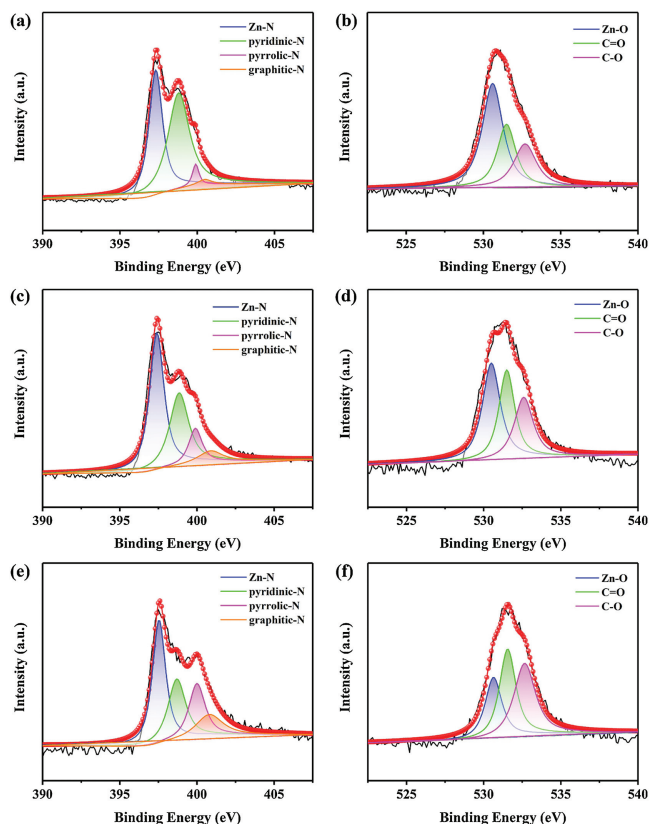 (a)
Zn-N
pyridinic-N
pyrrolic-N
graphitic-N
Intensity (a.u.)
390 395 400 405
Binding Energy (eV)
(b)
Zn-O
C=O
C-O
Intensity (a.u.)
525 530 535 540
Binding Energy (eV)
(c)
Zn-N
pyridinic-N
pyrrolic-N
graphitic-N
Intensity (a.u.)
390 395 400 405
Binding Energy (eV)
(d)
Zn-O
C=O
C-O
Intensity (a.u.)
525 530 535 540
Binding Energy (eV)
(e)
Zn-N
pyridinic-N
pyrrolic-N
graphitic-N
Intensity (a.u.)
390 395 400 405
Binding Energy (eV)
(f)
Zn-O
C=O
C-O
Intensity (a.u.)
525 530 535 540
Binding Energy (eV)